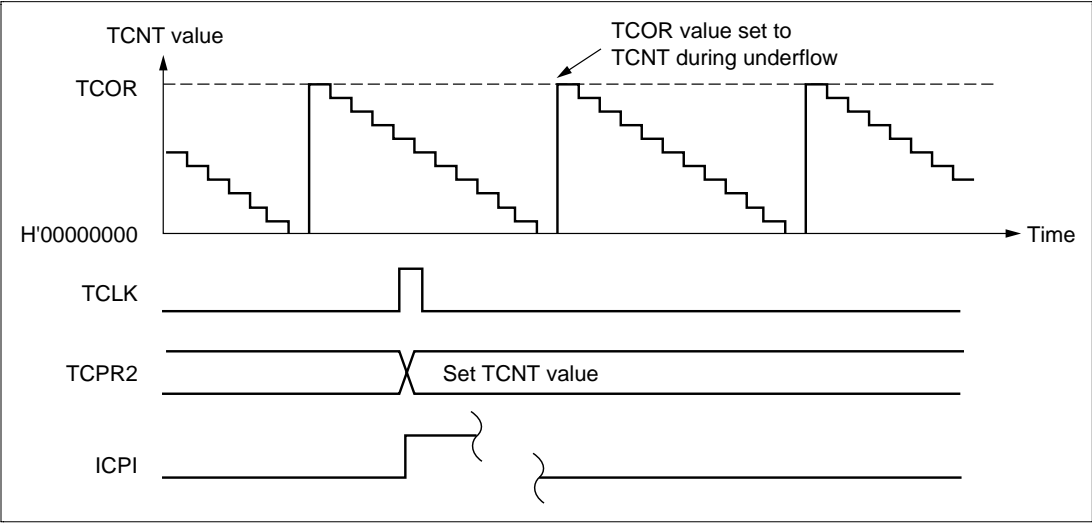 TCNT value
TCOR value set to
TCNT during underflow
TCOR
H'00000000
Time
TCLK
TCPR2
Set TCNT value
ICPI